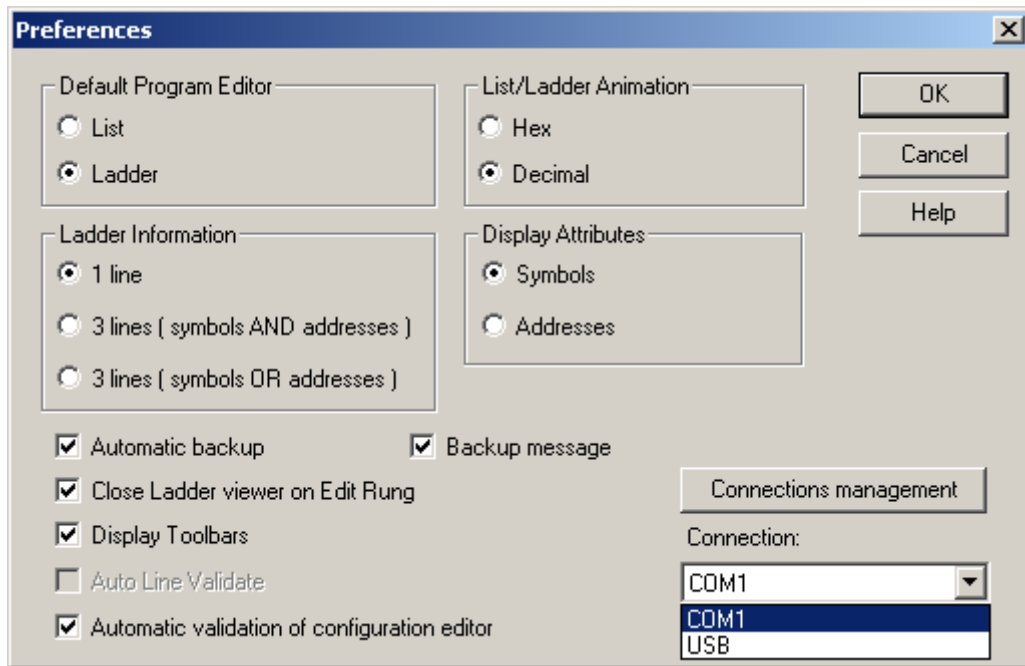 Preferences
Default Program Editor
List
Ladder
List/Ladder Animation
Hex
Decimal
OK
Cancel
Help
Ladder Information
1 line
3 lines ( symbols AND addresses )
3 lines ( symbols OR addresses )
Display Attributes
Symbols
Addresses
Automatic backup
Backup message
Close Ladder viewer on Edit Rung
Display Toolbars
Auto Line Validate
Automatic validation of configuration editor
Connections management
Connection:
COM1
COM1
USB